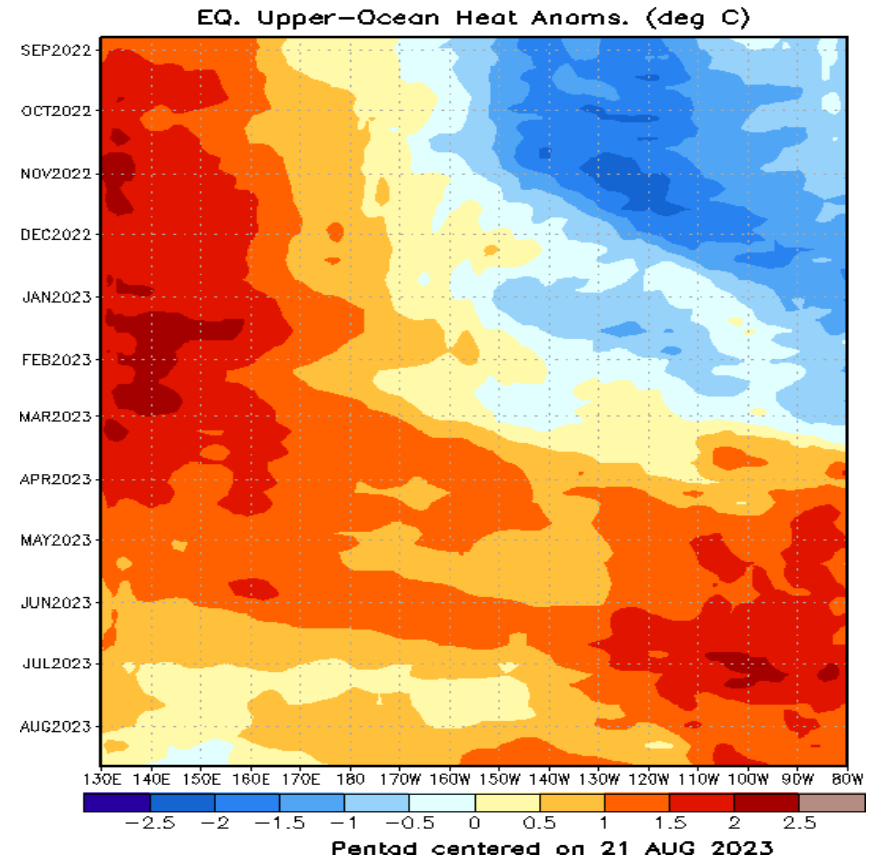 EQ. Upper-Ocean Heat Anoms. (deg C)
SEP2022
OCT2022
NOV2022
DEC2022
JAN2023
FEB2023
MAR2023
APR2023
MAY2023
JUN2023
JUL2023
AUG2023
130E 140E 150E 160E 170E 180 170W 160W 150W 140W 130W 120W 110W 100W 90W 80W
-2.5 -2 -1.5 -1 -0.5 0 0.5 1 1.5 2 2.5
Pentad centered on 21 AUG 2023